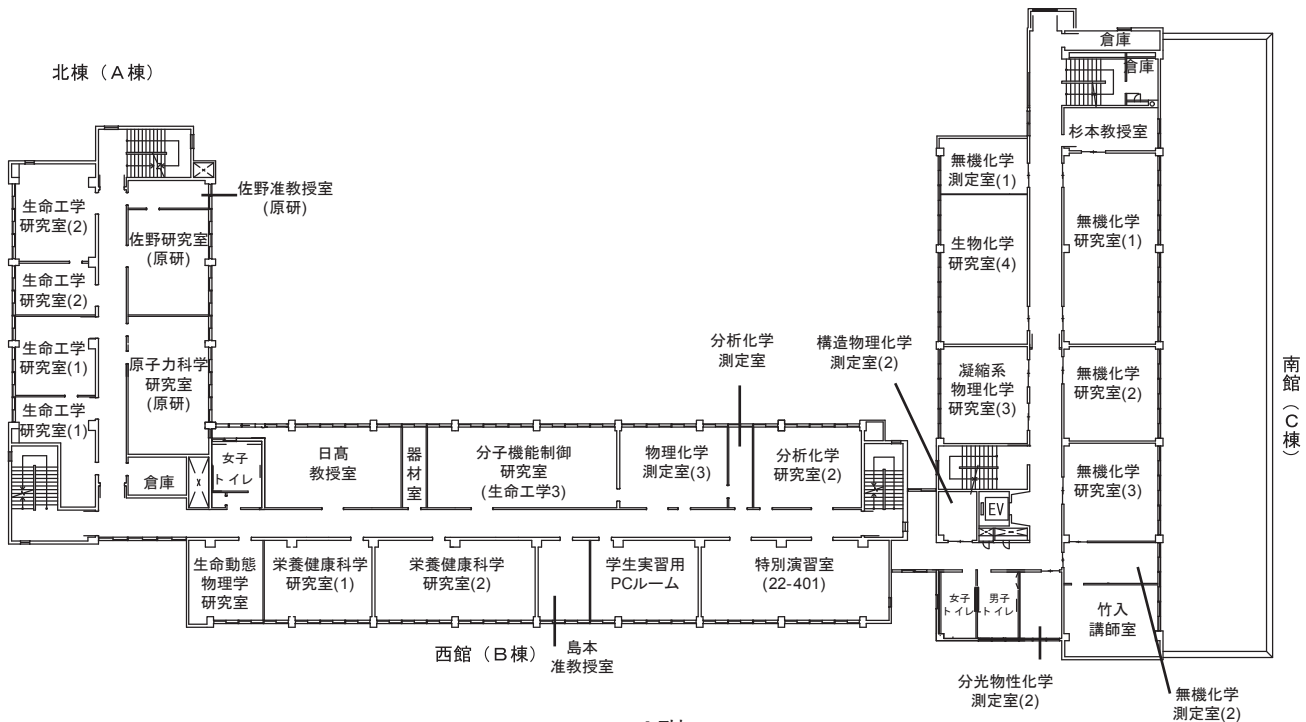 北棟（A棟）
生命工学
研究室(2)
生命工学
研究室(2)
生命工学
研究室(1)
生命工学
研究室(1)
佐野准教授室
(原研)
佐野研究室
(原研)
原子力科学
研究室
(原研)
倉庫
女子
トイレ
日髙
教授室
器
材
室
分子機能制御
研究室
(生命工学3)
物理化学
測定室(3)
分析化学
測定室
分析化学
研究室(2)
生命動態
物理学
研究室
栄養健康科学
研究室(1)
栄養健康科学
研究室(2)
島本
准教授室
学生実習用
PCルーム
特別演習室
(22-401)
西館（B棟）
倉庫
倉庫
杉本教授室
無機化学
測定室(1)
生物化学
研究室(4)
凝縮系
物理化学
研究室(3)
構造物理化学
測定室(2)
EV
無機化学
研究室(1)
無機化学
研究室(2)
無機化学
研究室(3)
女子
トイレ
男子
トイレ
竹入
講師室
分光物性化学
測定室(2)
無機化学
測定室(2)
南館（C棟）